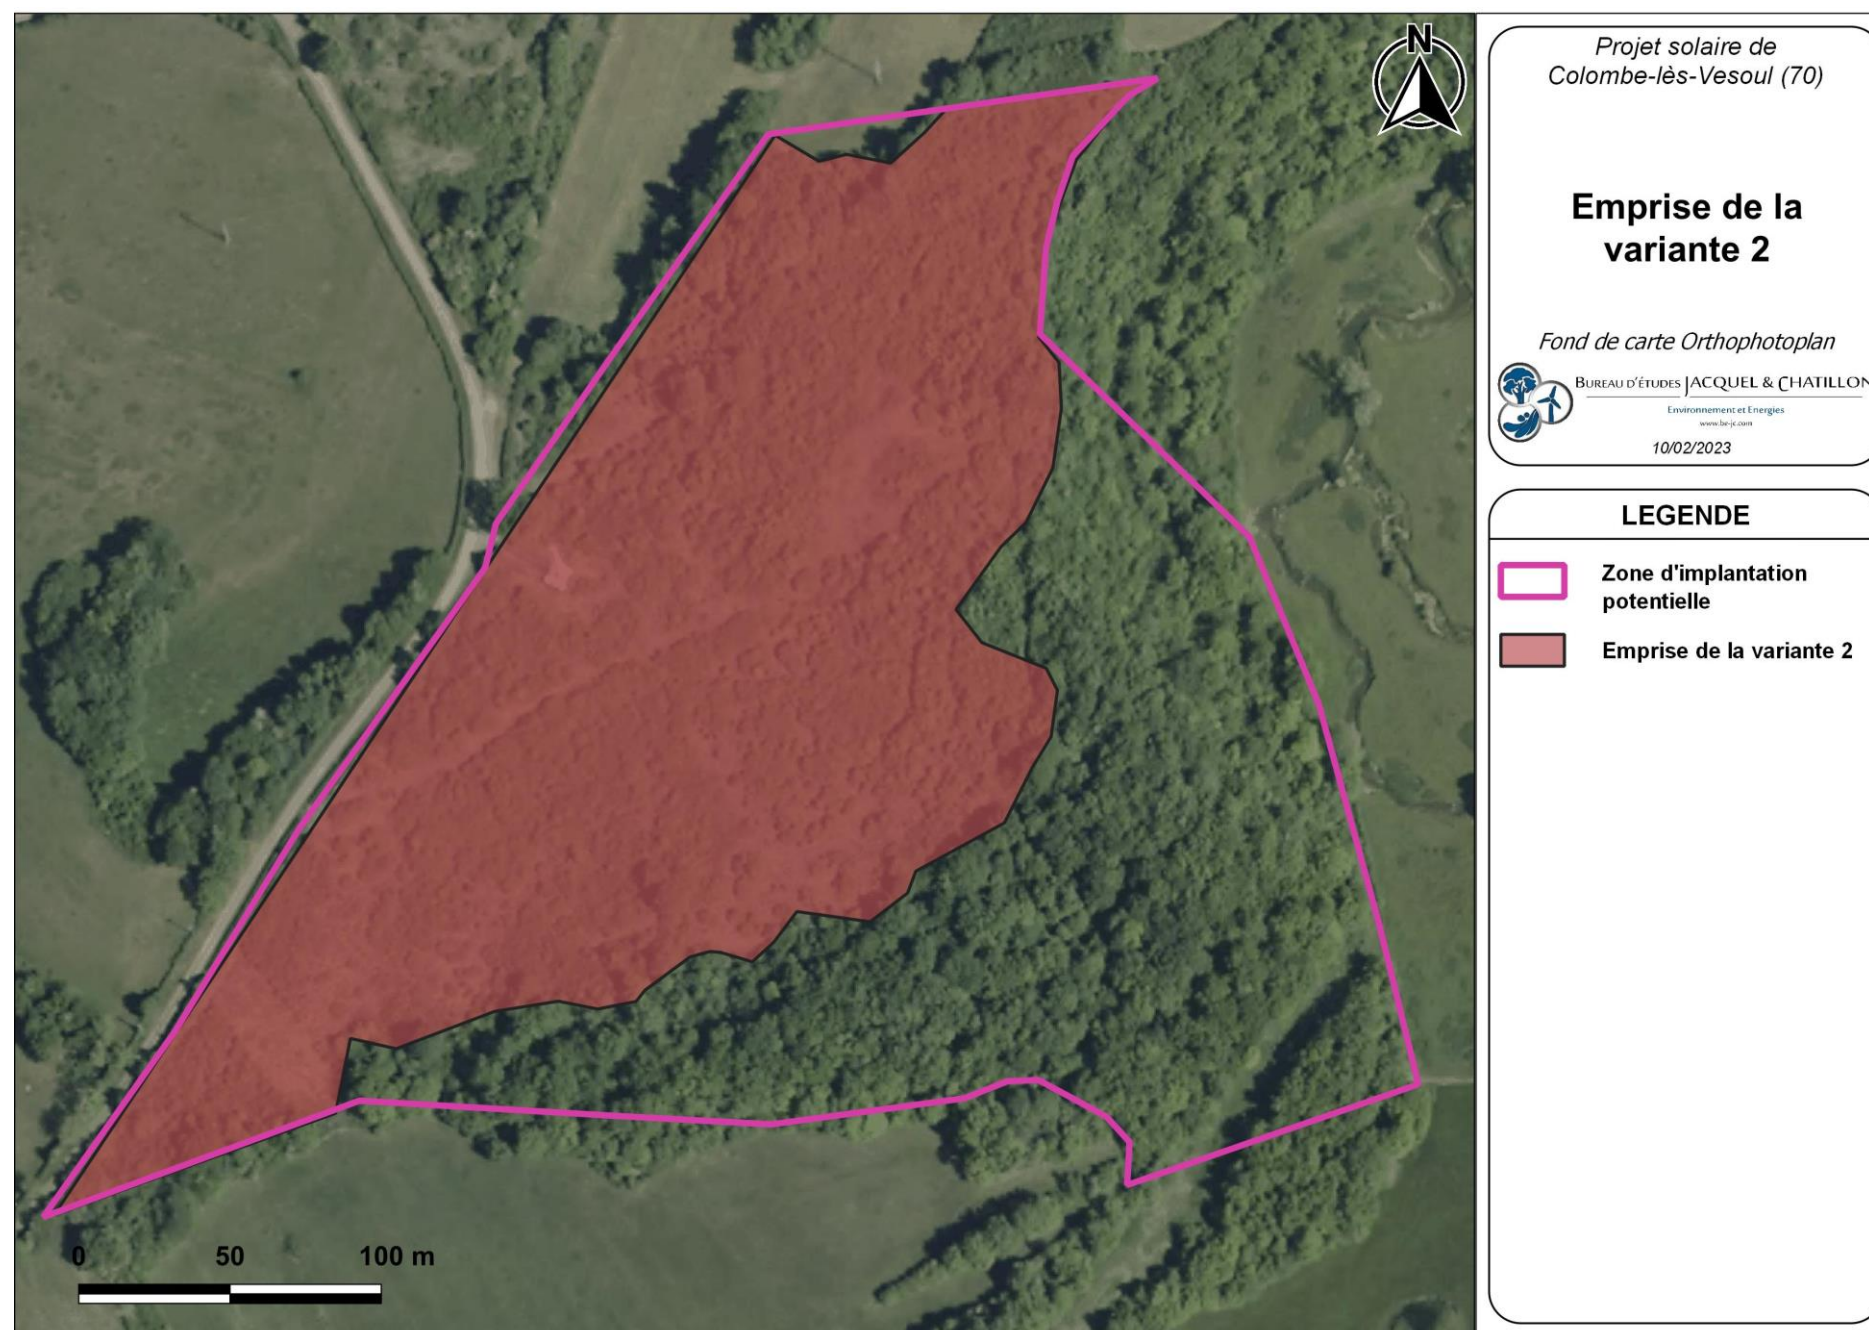 N
Projet solaire de
Colombe-lès-Vesoul (70)
Emprise de la
variante 2
Fond de carte Orthophotoplan
BUREAU D'ÉTUDES JACQUEL & CHATILLON
Environnement et Energies
www.be-jc.com
10/02/2023
LEGENDE
Zone d'implantation
potentielle
Emprise de la variante 2
0 50 100 m